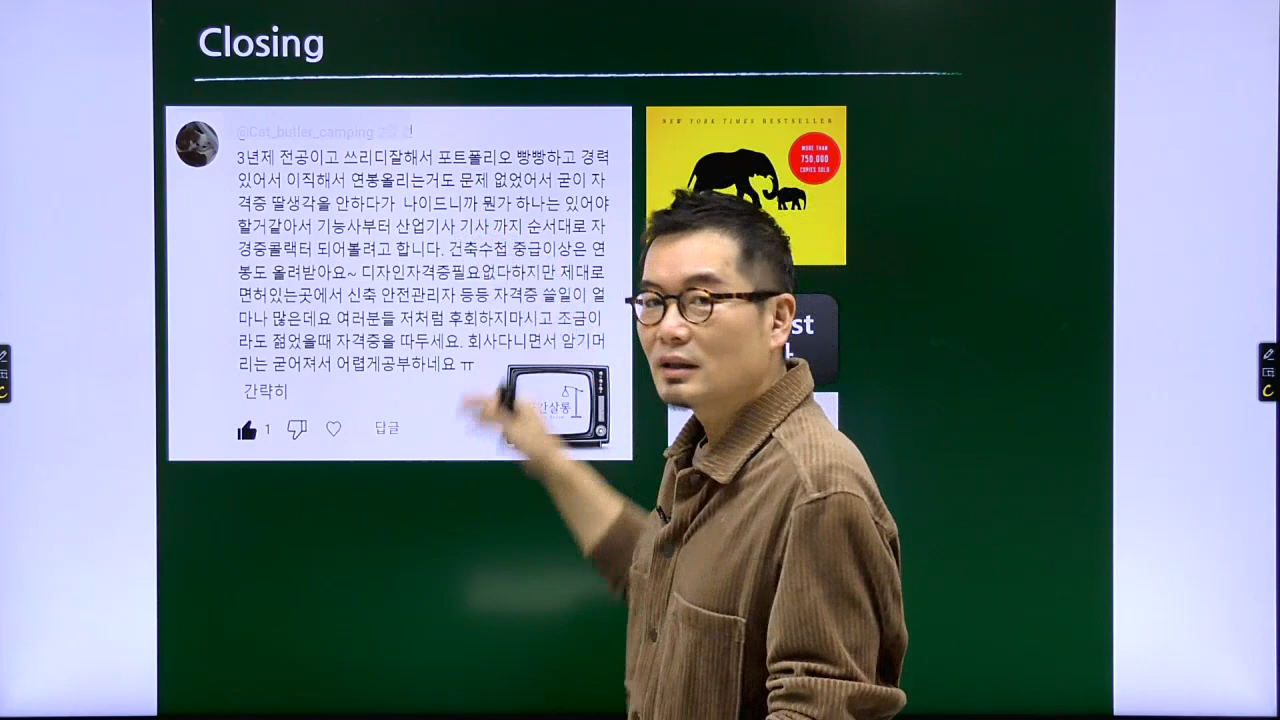 Closing
@Cat_butler_camping
3년제 전공이고 쓰리디잘해서 포트폴리오 빵빵하고 경력
있어서 이직해서 연봉올리는거도 문제 없었어서 굳이 자
격증 딸생각을 안하다가 나이드니까 뭔가 하나는 있어야
할거같아서 기능사부터 산업기사 기사 까지 순서대로 자
격증콜랙터 되어볼려고 합니다. 건축수첩 중급이상은 연
봉도 올려받아요~ 디자인자격증필요없다하지만 제대로
면허있는곳에서 신축 안전관리자 등등 자격증 쓸일이 얼
마나 많은데요 여러분들 저처럼 후회하지마시고 조금이
라도 젊었을때 자격증을 따두세요. 회사다니면서 암기머
리는 굳어져서 어렵게공부하네요 ㅠ
간략히
1 답글
간살롱
NEW YORK TIMES BESTSELLER
MORE THAN
750,000
COPIES SOLD
st